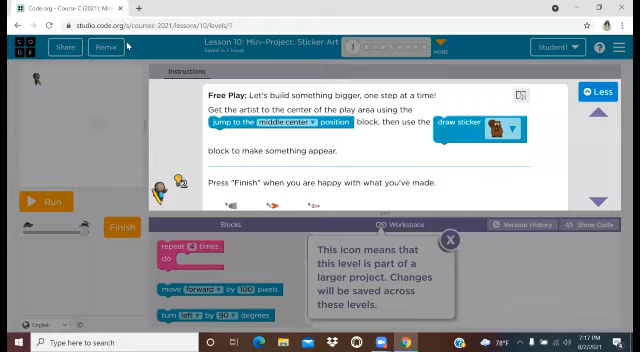 Code.org - Course C (2021): Mini
studio.code.org/s/coursec-2021/lessons/10/levels/1
C O
D E
Share
Remix
Lesson 10: Mini-Project: Sticker Art
Saved in 2 hours
1
MORE
Student1
Instructions
Free Play: Let's build something bigger, one step at a time!
Get the artist to the center of the play area using the
jump to the middle center position block, then use the draw sticker
block to make something appear.
Press "Finish" when you are happy with what you've made.
Less
2
Run
Finish
Blocks
Workspace
Version History
Show Code
repeat 4 times
do
move forward by 100 pixels
turn left by 90 degrees
This icon means that
this level is part of a
larger project. Changes
will be saved across
these levels.
X
English
Type here to search
78°F
7:17 PM
8/2/2021